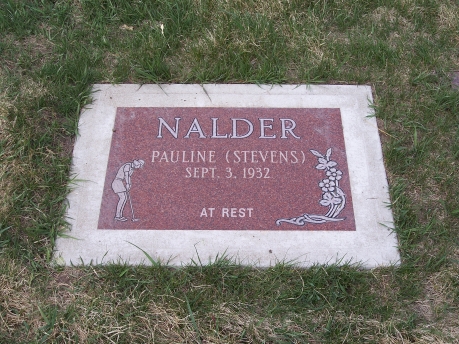 NALDER
PAULINE (STEVENS)
SEPT. 3. 1932
AT REST